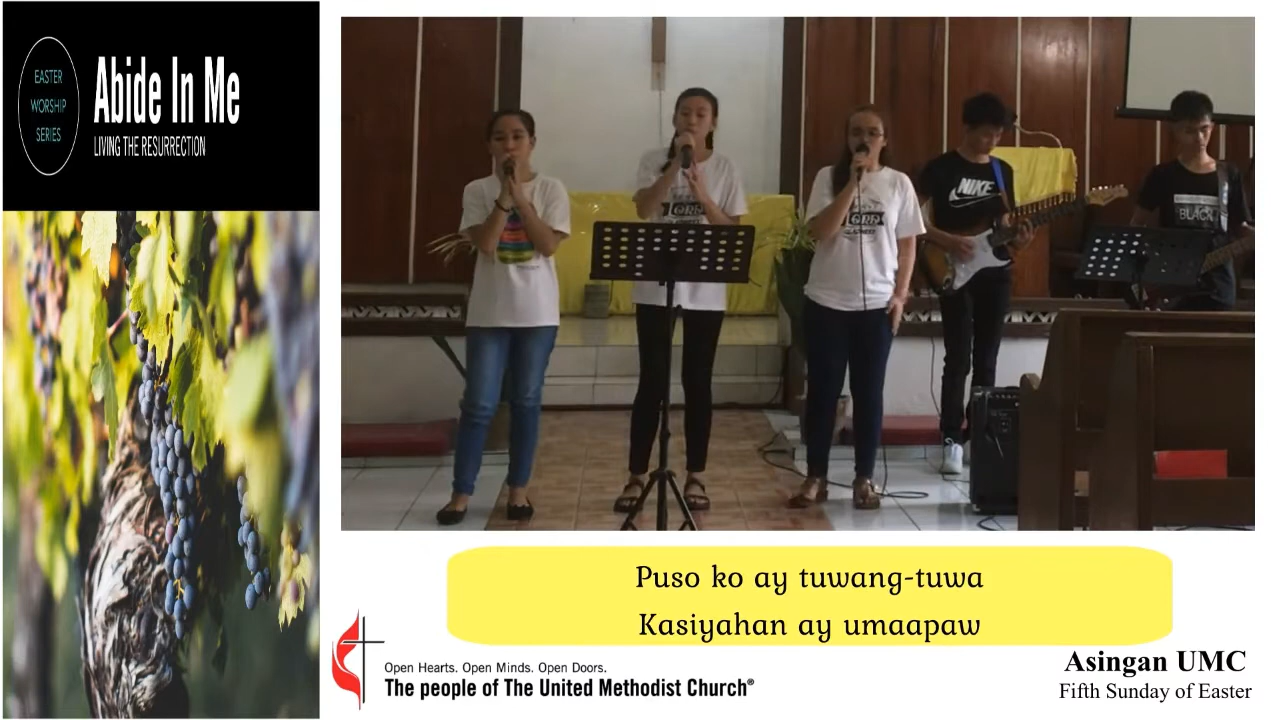 EASTER
WORSHIP
SERIES
Abide In Me
LIVING THE RESURRECTION
LORD
LORD
NIKE
BLACK
Puso ko ay tuwang-tuwa
Kasiyahan ay umaapaw
Open Hearts. Open Minds. Open Doors.
The people of The United Methodist Church®
Asingan UMC
Fifth Sunday of Easter